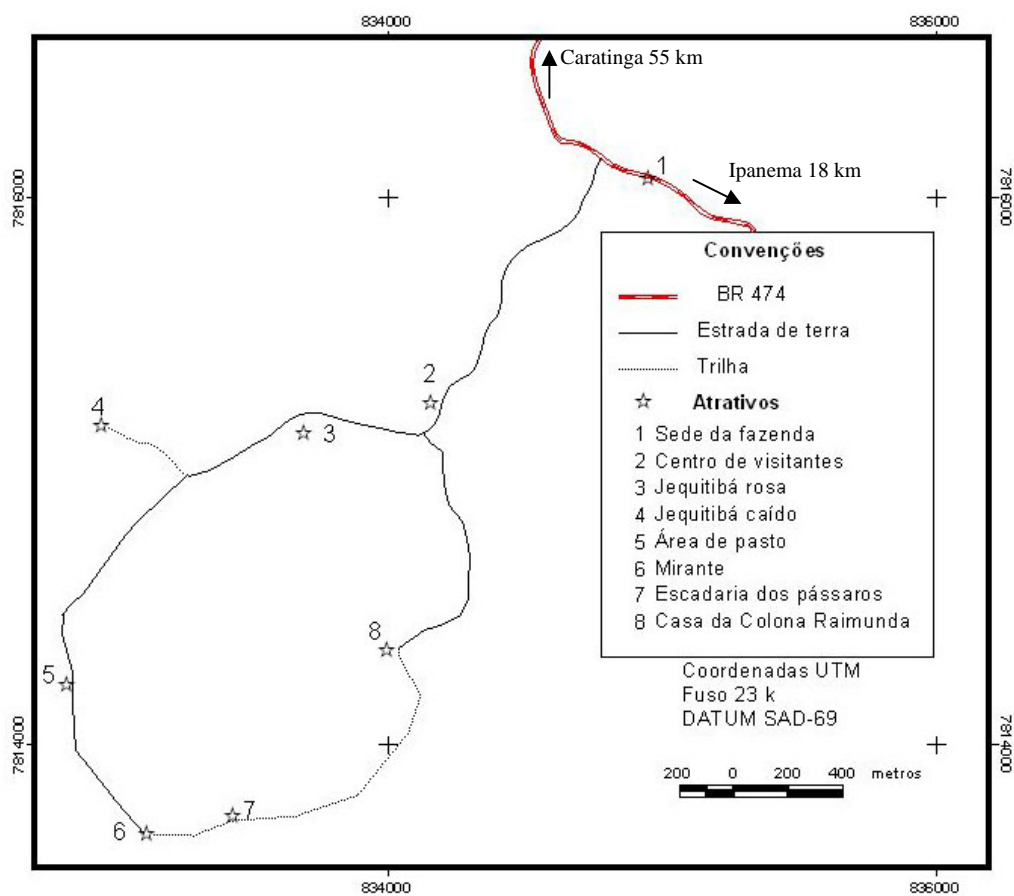 834000 836000
Caratinga 55 km
1
Ipanema 18 km
7816000 7816000
Convenções
BR 474
Estrada de terra
Trilha
Atrativos
1 Sede da fazenda
2 Centro de visitantes
3 Jequitibá rosa
4 Jequitibá caído
5 Área de pasto
6 Mirante
7 Escadaria dos pássaros
8 Casa da Colona Raimunda
2
4
3
8
5
Coordenadas UTM
Fuso 23 k
DATUM SAD-69
7814000 7814000
200 0 200 400 metros
7
6
834000 836000